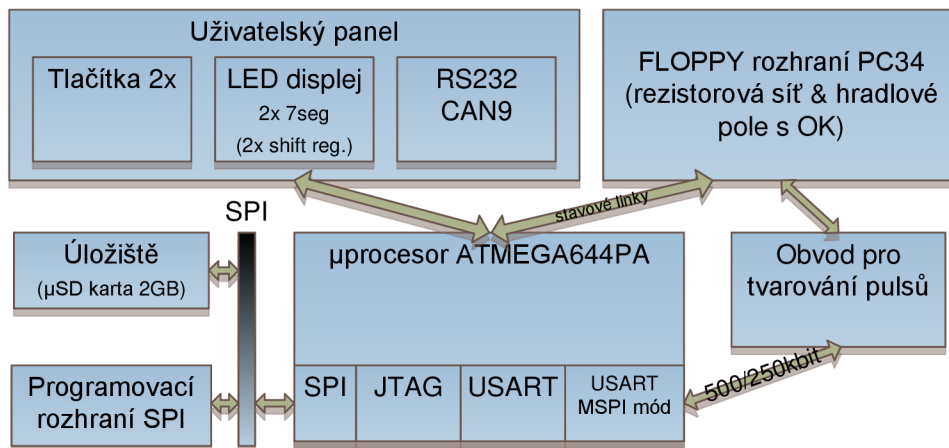 Uživatelský panel
Tlačítka 2x
LED displej
2x 7seg
(2x shift reg.)
RS232
CAN9
FLOPPY rozhraní PC34
(rezistorová síť & hradlové
pole s OK)
stavové linky
SPI
Úložiště
(µSD karta 2GB)
µprocesor ATMEGA644PA
Obvod pro
tvarování pulsů
500/250kbit
Programovací
rozhraní SPI
SPI
JTAG
USART
USART
MSPI mód